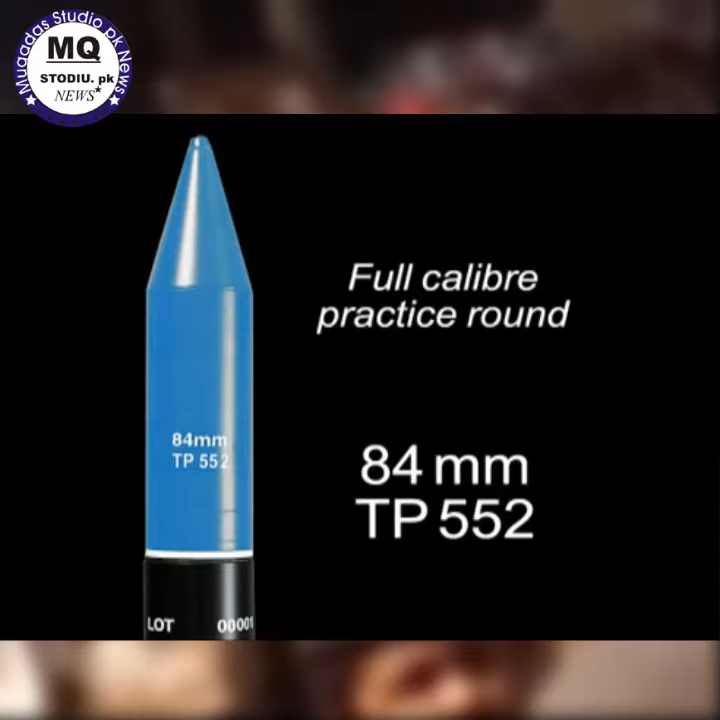 Muqadas Studio pk News
MQ
STODIU. pk
NEWS
Full calibre
practice round
84mm
TP 552
84 mm
TP 552
LOT 00001